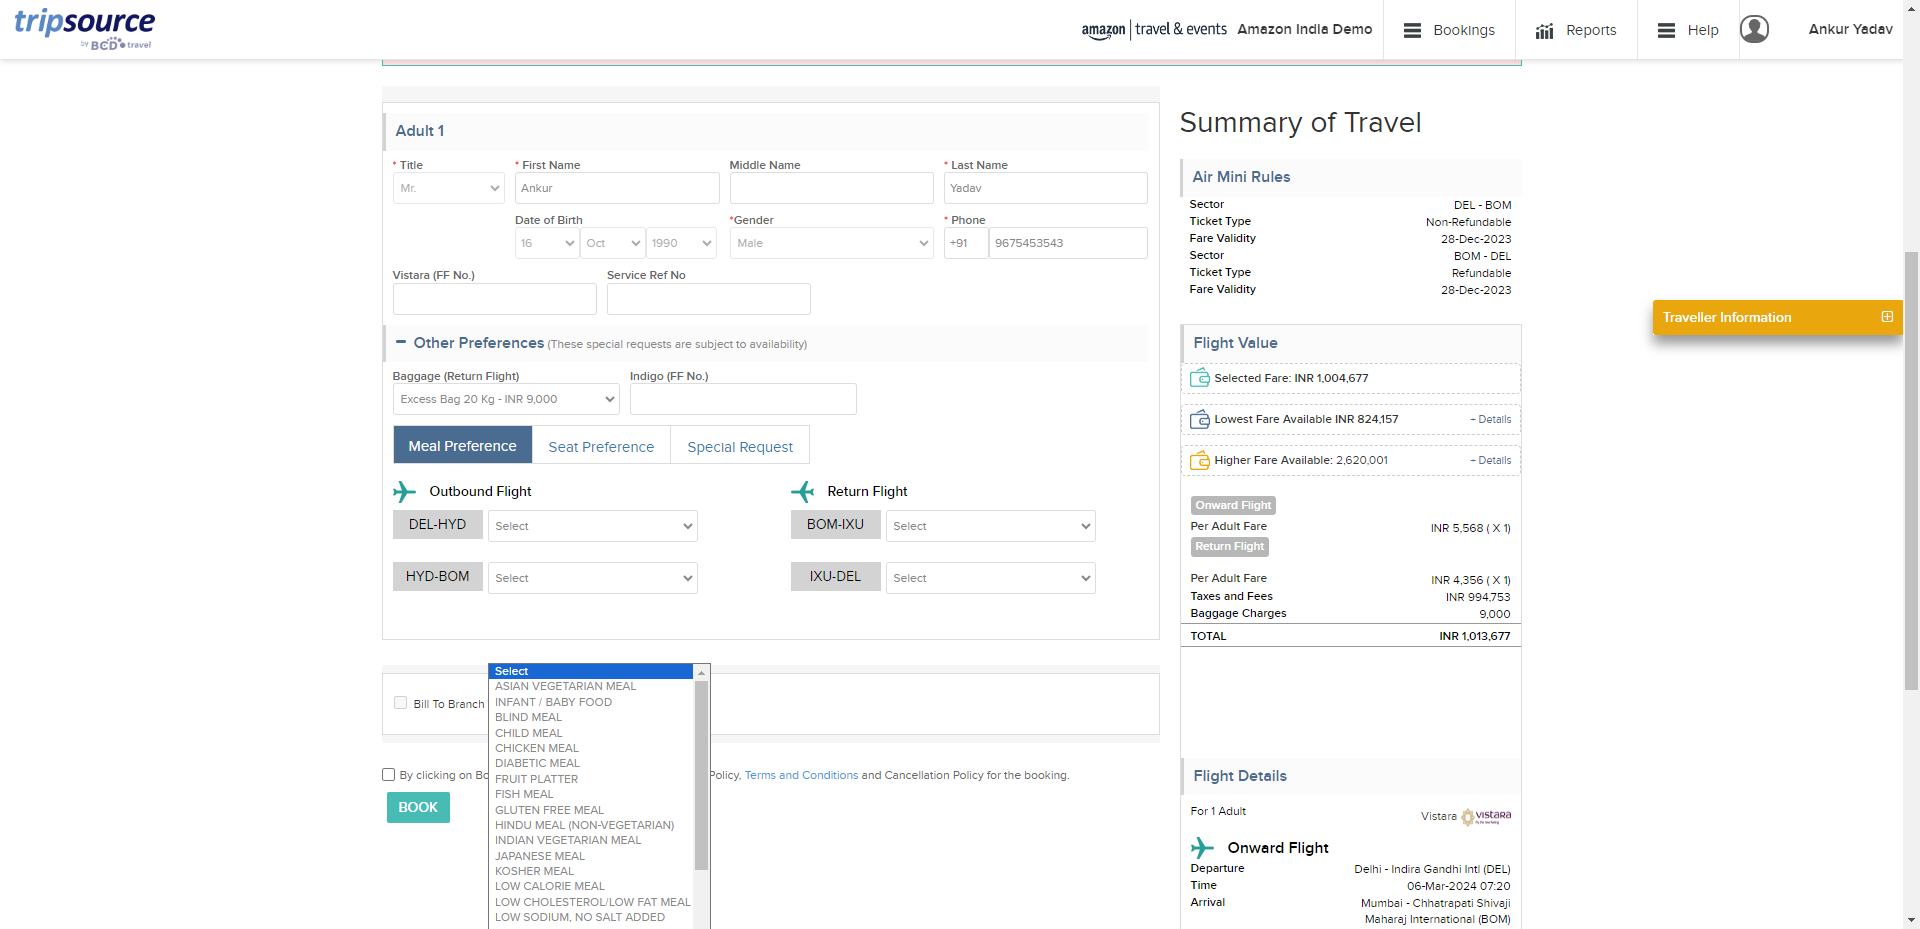 tripsource
by BCD travel
amazon travel & events
Amazon India Demo
Bookings
Reports
Help
Ankur Yadav
Adult 1
* Title
* First Name
Middle Name
* Last Name
Mr.
Ankur
Yadav
Date of Birth
*Gender
* Phone
16
Oct
1990
Male
+91
9675453543
Vistara (FF No.)
Service Ref No
Other Preferences (These special requests are subject to availability)
Baggage (Return Flight)
Indigo (FF No.)
Excess Bag 20 Kg - INR 9,000
Meal Preference
Seat Preference
Special Request
Outbound Flight
Return Flight
DEL-HYD
Select
BOM-IXU
Select
HYD-BOM
Select
IXU-DEL
Select
Bill To Branch
Select
ASIAN VEGETARIAN MEAL
INFANT / BABY FOOD
BLIND MEAL
CHILD MEAL
CHICKEN MEAL
DIABETIC MEAL
FRUIT PLATTER
FISH MEAL
GLUTEN FREE MEAL
HINDU MEAL (NON-VEGETARIAN)
INDIAN VEGETARIAN MEAL
JAPANESE MEAL
KOSHER MEAL
LOW CALORIE MEAL
LOW CHOLESTEROL/LOW FAT MEAL
LOW SODIUM, NO SALT ADDED
By clicking on Bo
Policy, Terms and Conditions and Cancellation Policy for the booking.
BOOK
Summary of Travel
Air Mini Rules
Sector DEL - BOM
Ticket Type Non-Refundable
Fare Validity 28-Dec-2023
Sector BOM - DEL
Ticket Type Refundable
Fare Validity 28-Dec-2023
Traveller Information
Flight Value
Selected Fare: INR 1,004,677
Lowest Fare Available INR 824,157 + Details
Higher Fare Available: 2,620,001 + Details
Onward Flight
Per Adult Fare INR 5,568 ( X 1)
Return Flight
Per Adult Fare INR 4,356 ( X 1)
Taxes and Fees INR 994,753
Baggage Charges 9,000
TOTAL INR 1,013,677
Flight Details
For 1 Adult
Vistara VISTARA
Onward Flight
Departure Delhi - Indira Gandhi Intl (DEL)
Time 06-Mar-2024 07:20
Arrival Mumbai - Chhatrapati Shivaji
Maharaj International (BOM)